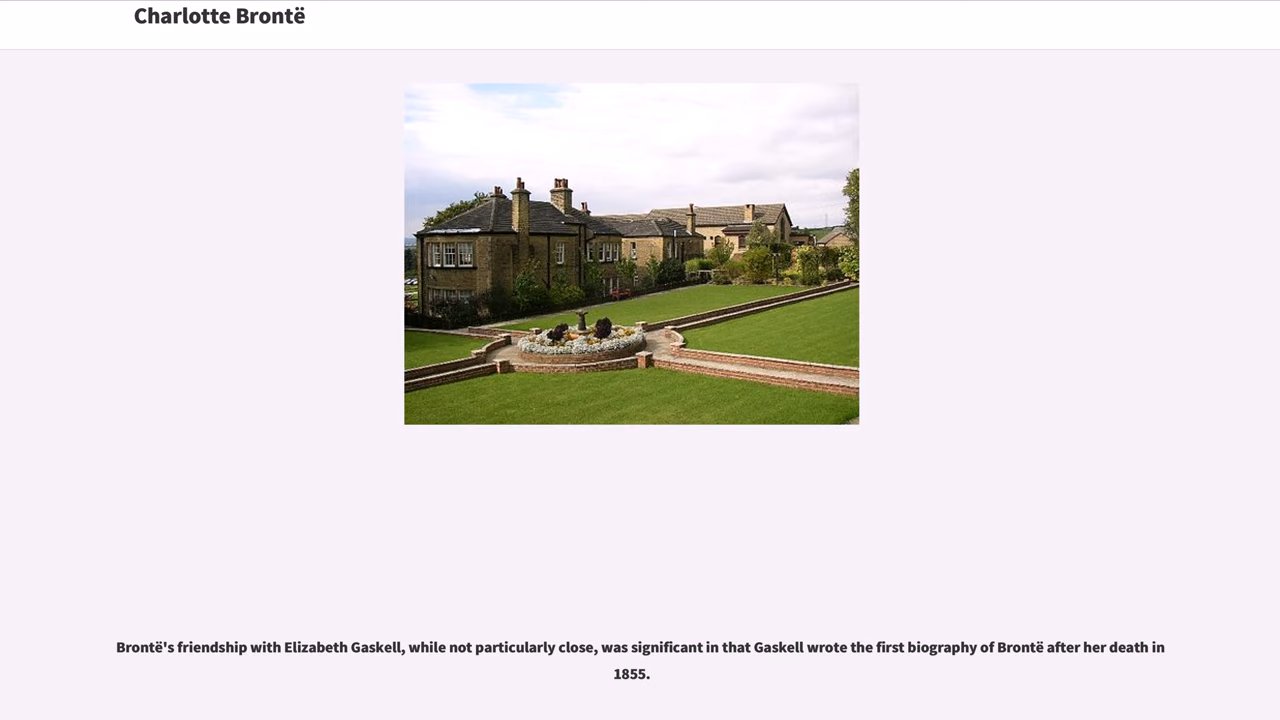 Charlotte Brontë
Brontë's friendship with Elizabeth Gaskell, while not particularly close, was significant in that Gaskell wrote the first biography of Brontë after her death in
1855.